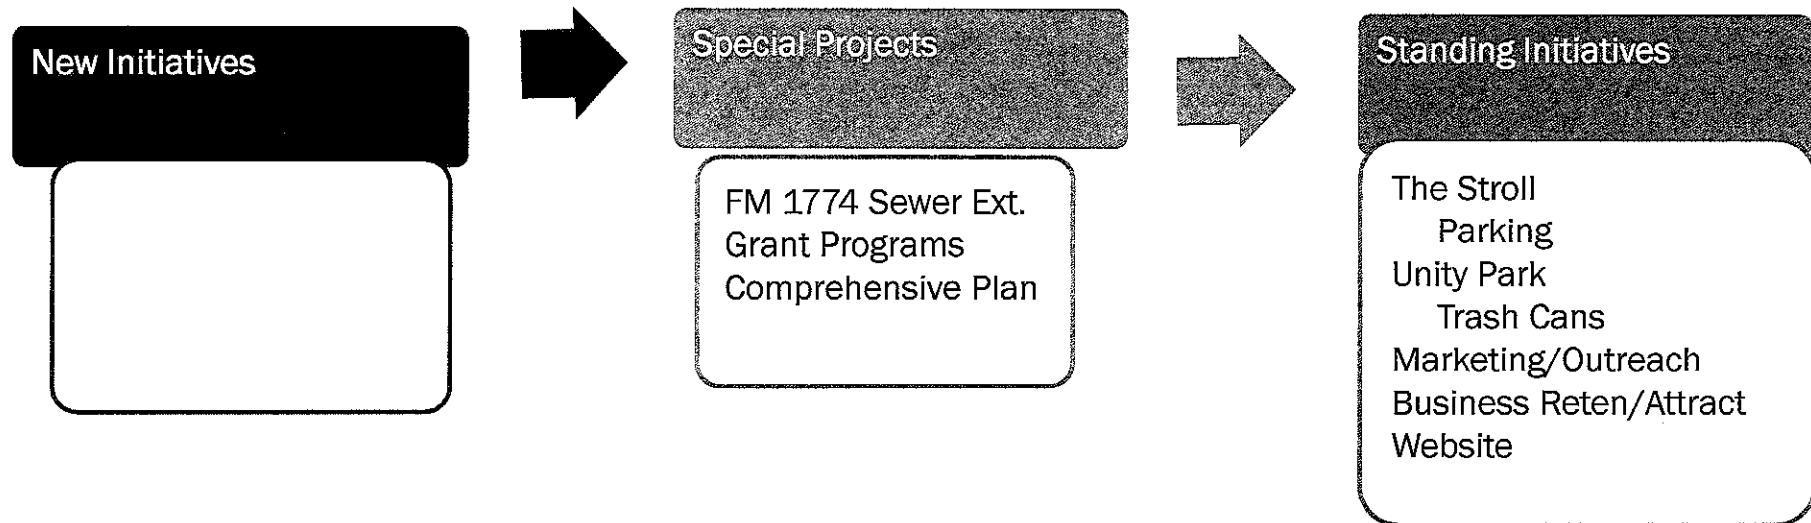 New Initiatives
Special Projects
FM 1774 Sewer Ext.
Grant Programs
Comprehensive Plan
Standing Initiatives
The Stroll
Parking
Unity Park
Trash Cans
Marketing/Outreach
Business Reten/Attract
Website